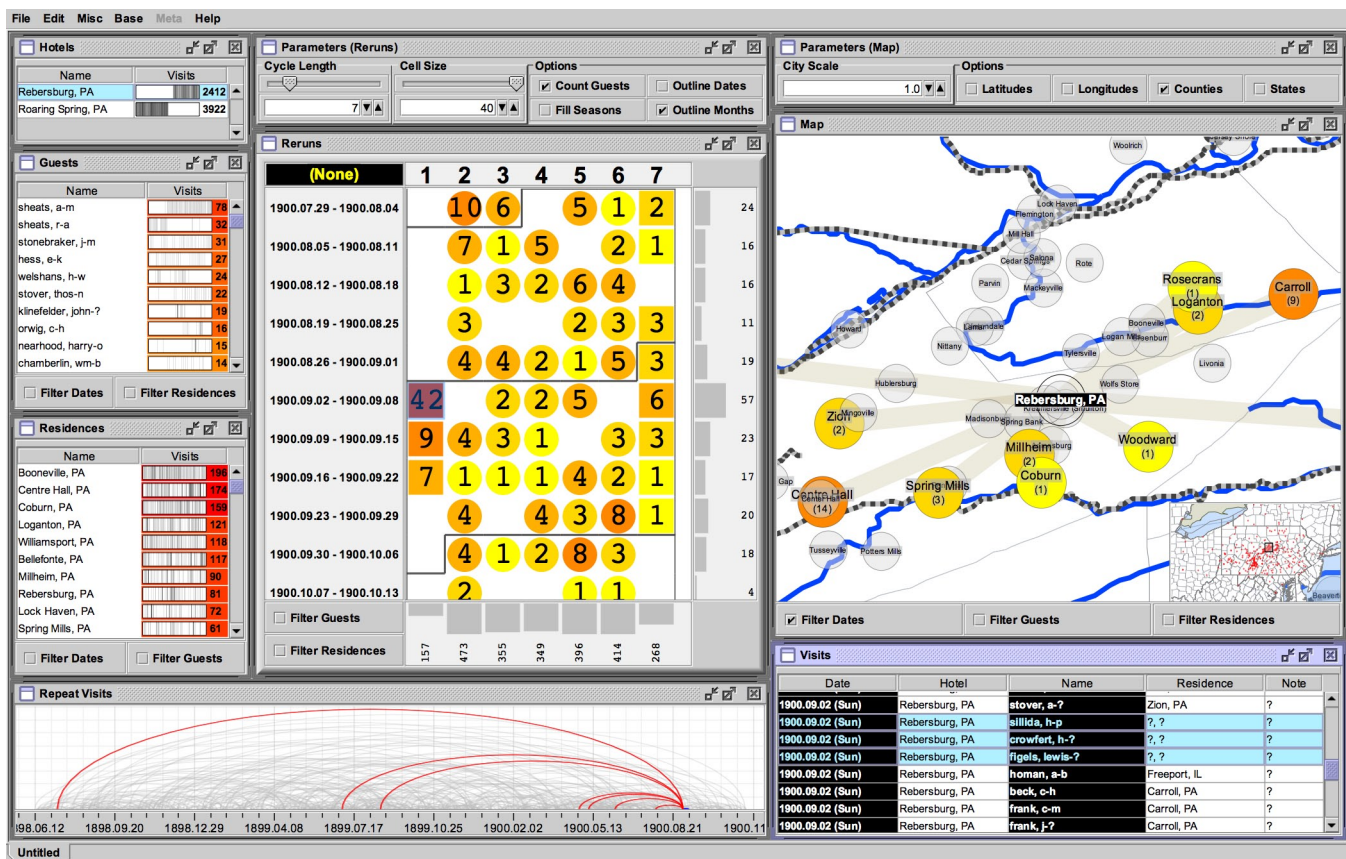 File Edit Misc Base Meta Help
Hotels
Name Visits
Rebersburg, PA 2412
Roaring Spring, PA 3922
Guests
Name Visits
sheats, a-m 78
sheats, r-a 32
stonebraker, j-m 31
hess, e-k 27
welshans, h-w 24
stover, thos-n 22
klinefelder, john-? 19
orwig, c-h 16
nearhood, harry-o 15
chamberlin, wm-b 14
Filter Dates Filter Residences
Residences
Name Visits
Booneville, PA 196
Centre Hall, PA 174
Coburn, PA 159
Loganton, PA 121
Williamsport, PA 118
Bellefonte, PA 117
Millheim, PA 90
Rebersburg, PA 81
Lock Haven, PA 72
Spring Mills, PA 61
Filter Dates Filter Guests
Parameters (Reruns)
Cycle Length Cell Size Options
7 40
Count Guests Outline Dates
Fill Seasons Outline Months
Reruns
(None) 1 2 3 4 5 6 7
1900.07.29 - 1900.08.04 10 6 5 1 2 24
1900.08.05 - 1900.08.11 7 1 5 2 1 16
1900.08.12 - 1900.08.18 1 3 2 6 4 16
1900.08.19 - 1900.08.25 3 2 3 3 11
1900.08.26 - 1900.09.01 4 4 2 1 5 3 19
1900.09.02 - 1900.09.08 42 2 2 5 6 57
1900.09.09 - 1900.09.15 9 4 3 1 3 3 23
1900.09.16 - 1900.09.22 7 1 1 1 4 2 1 17
1900.09.23 - 1900.09.29 4 4 3 8 1 20
1900.09.30 - 1900.10.06 4 1 2 8 3 18
1900.10.07 - 1900.10.13 2 1 1 4
Filter Guests
Filter Residences
157 473 355 349 396 414 268
Parameters (Map)
City Scale Options
1.0 Latitudes Longitudes Counties States
Map
Woolrich
Lock Haven
Flemington
Mill Hall
Cedar Springs
Salona
Rote
Parvin
Mackeyville
Rosecrans
(1)
Loganton
(2)
Carroll
(9)
Howard
Lamar
Nittany
Booneville
Logan Mills
Tylersville
Livonia
Hublersburg
Wolfs Store
Rebersburg, PA
Zion
(2)
Mingoville
Madisonburg
Spring Bank
Woodward
(1)
Millheim
(2)
Coburn
(1)
Gap
Centre Hall
(14)
Spring Mills
(3)
Tusseyville
Potters Mills
Filter Dates Filter Guests Filter Residences
Visits
Date Hotel Name Residence Note
1900.09.02 (Sun) Rebersburg, PA stover, a-? Zion, PA ?
1900.09.02 (Sun) Rebersburg, PA sillida, h-p ?, ? ?
1900.09.02 (Sun) Rebersburg, PA crowfert, h-? ?, ? ?
1900.09.02 (Sun) Rebersburg, PA figels, lewis-? ?, ? ?
1900.09.02 (Sun) Rebersburg, PA homan, a-b Freeport, IL ?
1900.09.02 (Sun) Rebersburg, PA beck, c-h Carroll, PA ?
1900.09.02 (Sun) Rebersburg, PA frank, c-m Carroll, PA ?
1900.09.02 (Sun) Rebersburg, PA frank, j-? Carroll, PA ?
Repeat Visits
98.06.12 1898.09.20 1898.12.29 1899.04.08 1899.07.17 1899.10.25 1900.02.02 1900.05.13 1900.08.21 1900.11
Untitled